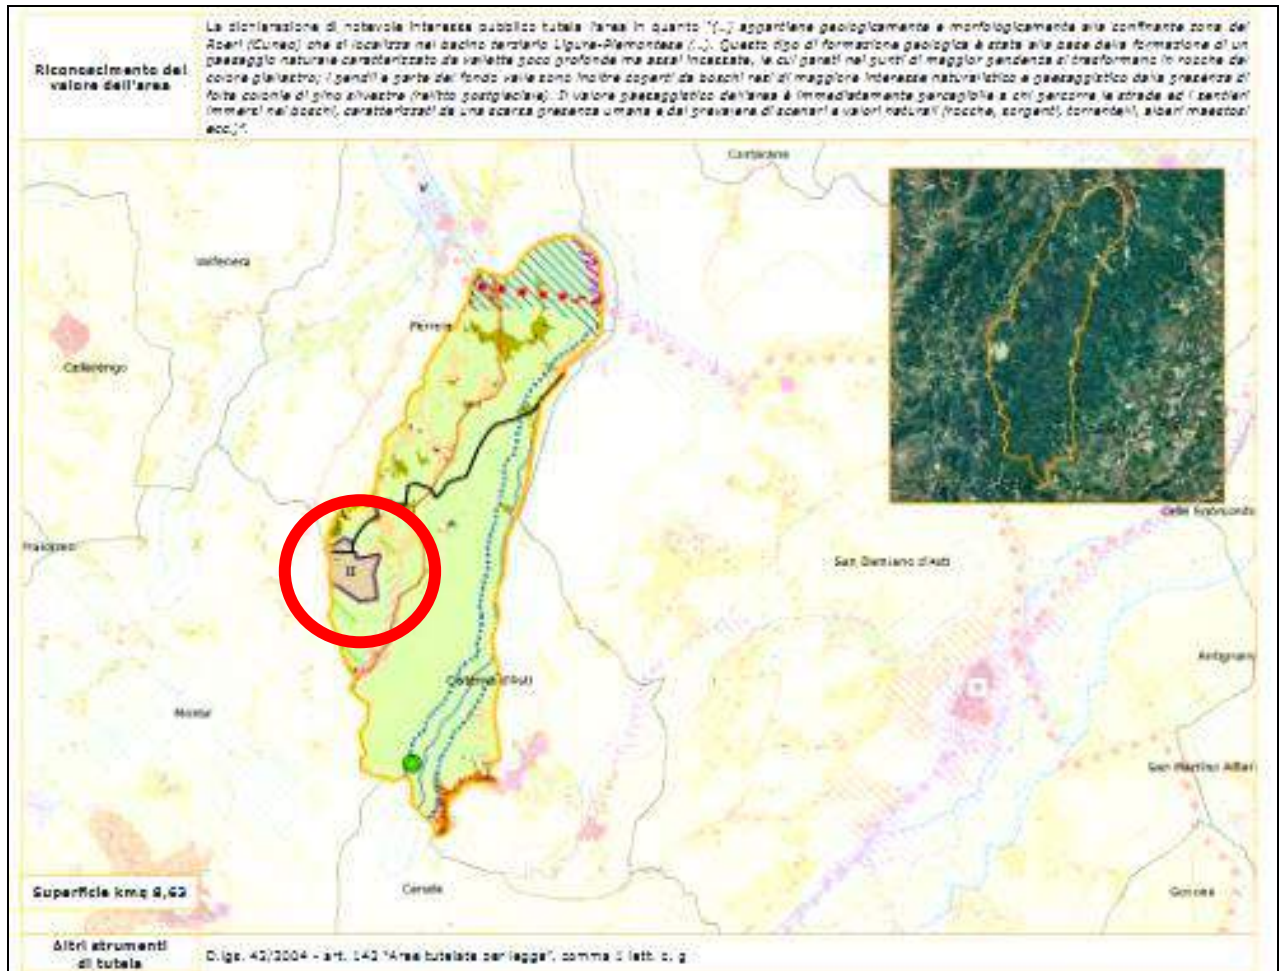 Riconoscimento del
valore dell'area
La dichiarazione di notevole interesse pubblico tutela l'area in quanto "(...) appartiene geologicamente e morfologicamente alla confinante zona del
Roeri (Cuneo) che si localizza nel bacino terziario Ligure-Piemontese (...). Questo tipo di formazione geologica è stata alla base della formazione di un
paesaggio naturale caratterizzato da vallette poco profonde ma assai incassate, le cui pareti nei punti di maggior pendenza si trasformano in rocche dal
colore giallastro; i pendii e parte del fondo valle sono inoltre coperti da boschi resi di maggiore interesse naturalistico e paesaggistico dalla presenza di
folte colonie di pino silvestre (relitto postglaciale). Il valore paesaggistico dell'area è immediatamente percepibile a chi percorre le strade ed i sentieri
immersi nei boschi, caratterizzati da una scarsa presenza umana e dal prevalere di scenari e valori naturali (rocche, sorgenti, torrentelli, alberi maestosi
ecc.)".
Cantarana
Valfenera
Ferrere
Cellarengo
Celle Enomondo
Pralormo
San Damiano d'Asti
II
Antignano
Cisterna d'Asti
Montà
San Martino Alfieri
Canale
Govone
Superficie kmq 8,63
Altri strumenti
di tutela
D.lgs. 42/2004 - art. 142 "Aree tutelate per legge", comma 1 lett. c, g